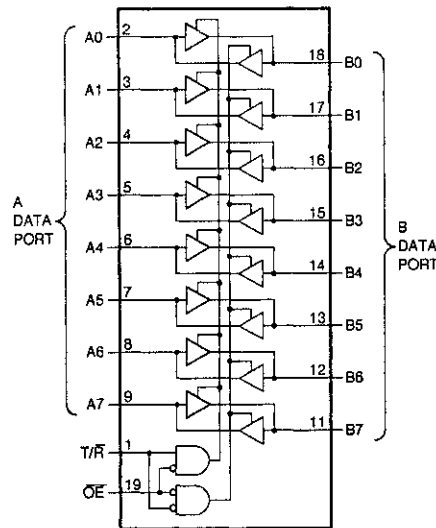 A0 2
18 B0
A1 3
17 B1
A2 4
16 B2
A3 5
15 B3
A DATA PORT
B DATA PORT
A4 6
14 B4
A5 7
13 B5
A6 8
12 B6
A7 9
11 B7
T/R̅ 1
O̅E̅ 19